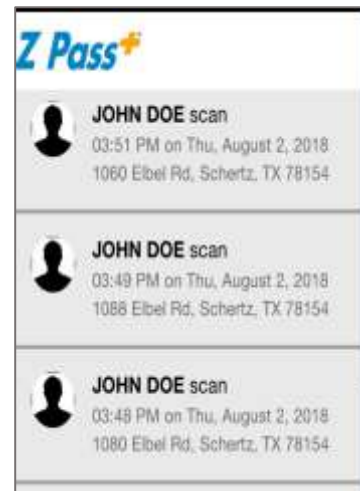 Z Pass+
JOHN DOE scan
03:51 PM on Thu, August 2, 2018
1060 Elbel Rd, Schertz, TX 78154
JOHN DOE scan
03:49 PM on Thu, August 2, 2018
1088 Elbel Rd, Schertz, TX 78154
JOHN DOE scan
03:48 PM on Thu, August 2, 2018
1080 Elbel Rd, Schertz, TX 78154